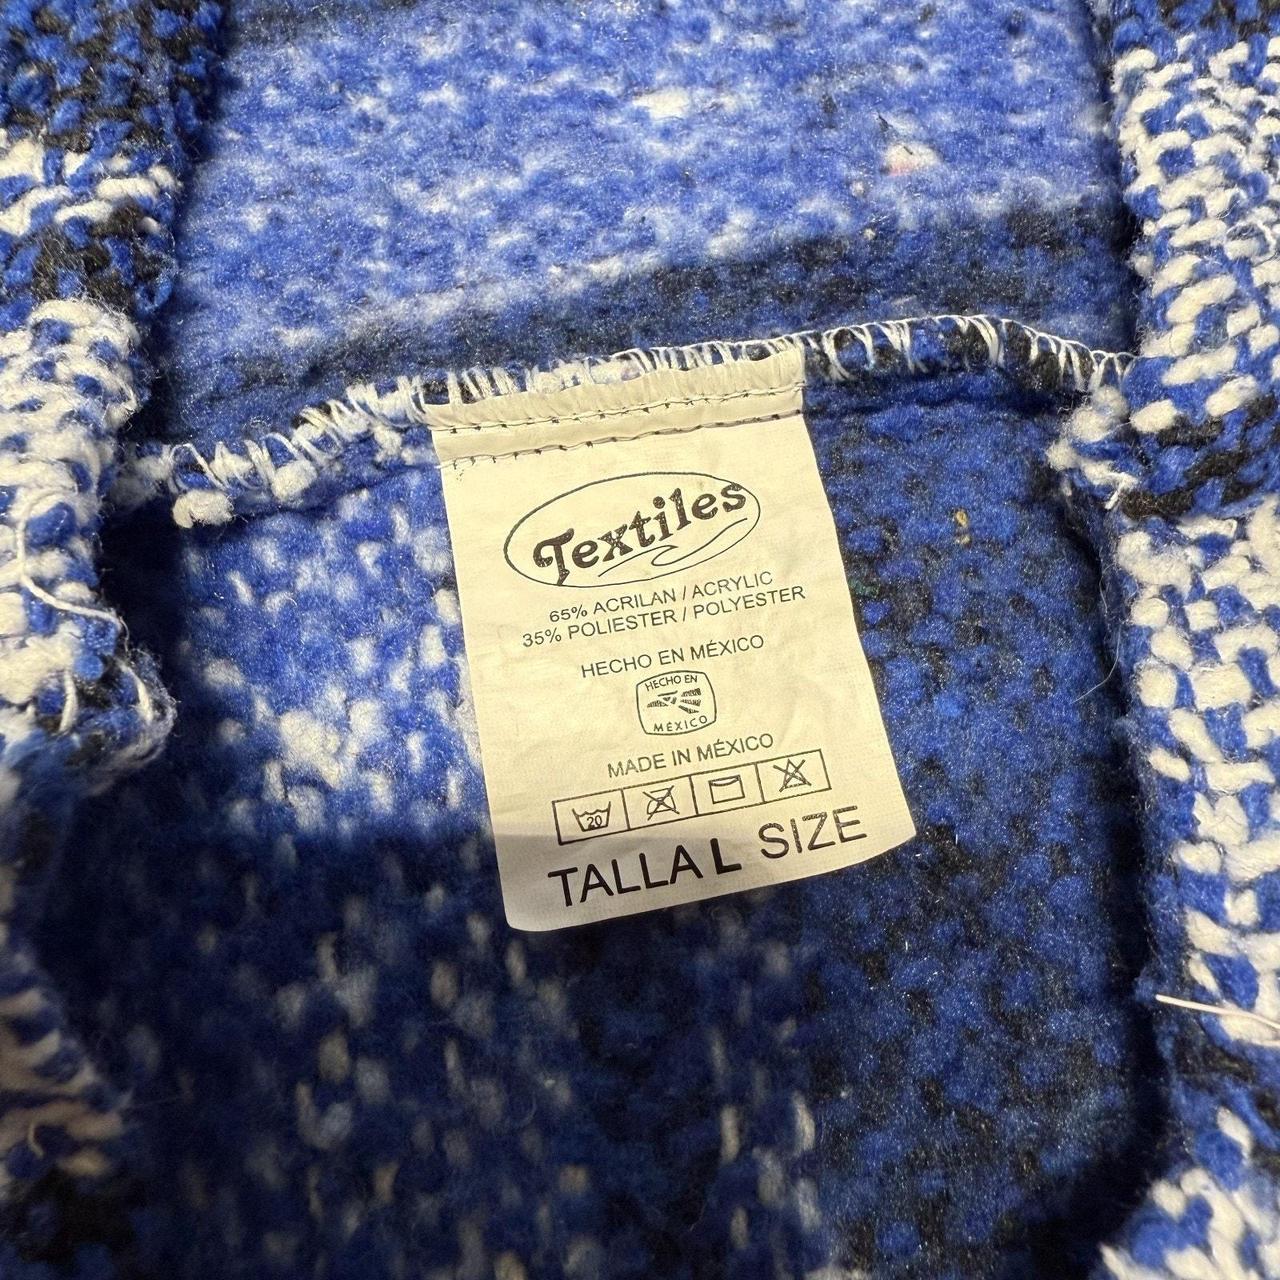 Textiles
65% ACRILAN / ACRYLIC
35% POLIESTER / POLYESTER
HECHO EN MÉXICO
HECHO EN
MÉXICO
MADE IN MÉXICO
20
TALLA L SIZE